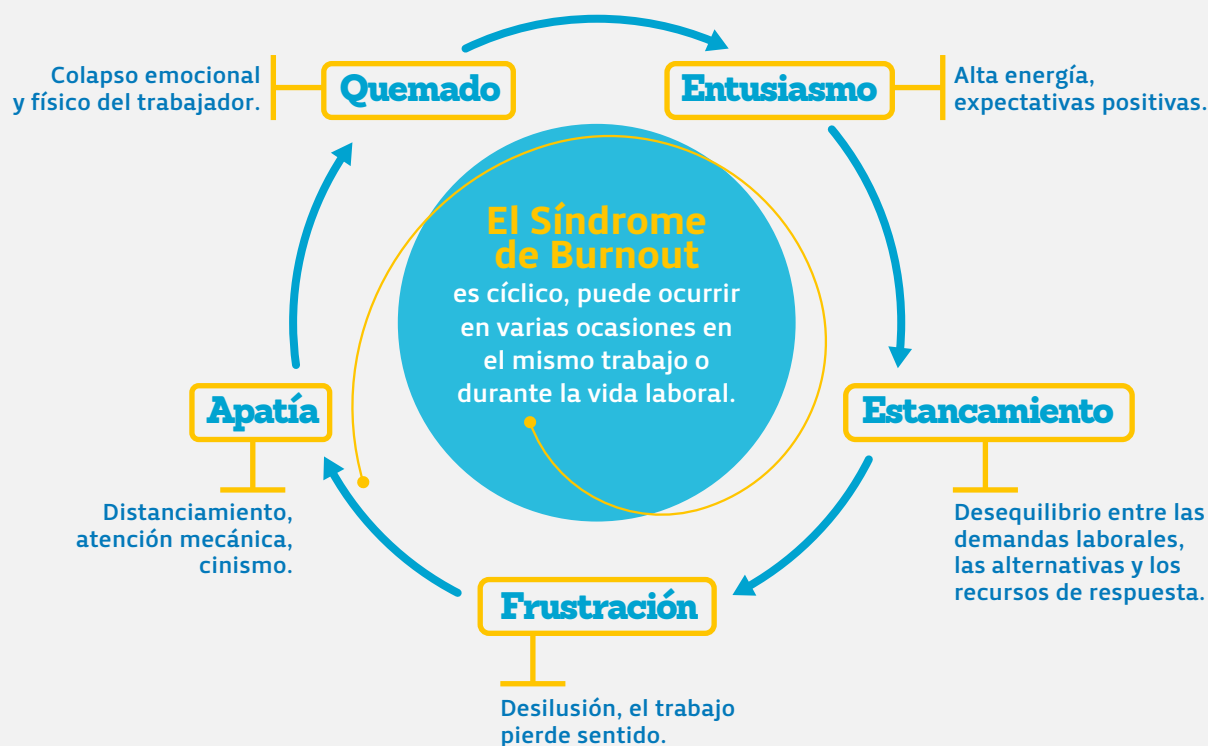 Quemado
Colapso emocional
y físico del trabajador.
Entusiasmo
Alta energía,
expectativas positivas.
El Síndrome
de Burnout
es cíclico, puede ocurrir
en varias ocasiones en
el mismo trabajo o
durante la vida laboral.
Estancamiento
Desequilibrio entre las
demandas laborales,
las alternativas y los
recursos de respuesta.
Frustración
Desilusión, el trabajo
pierde sentido.
Apatía
Distanciamiento,
atención mecánica,
cinismo.